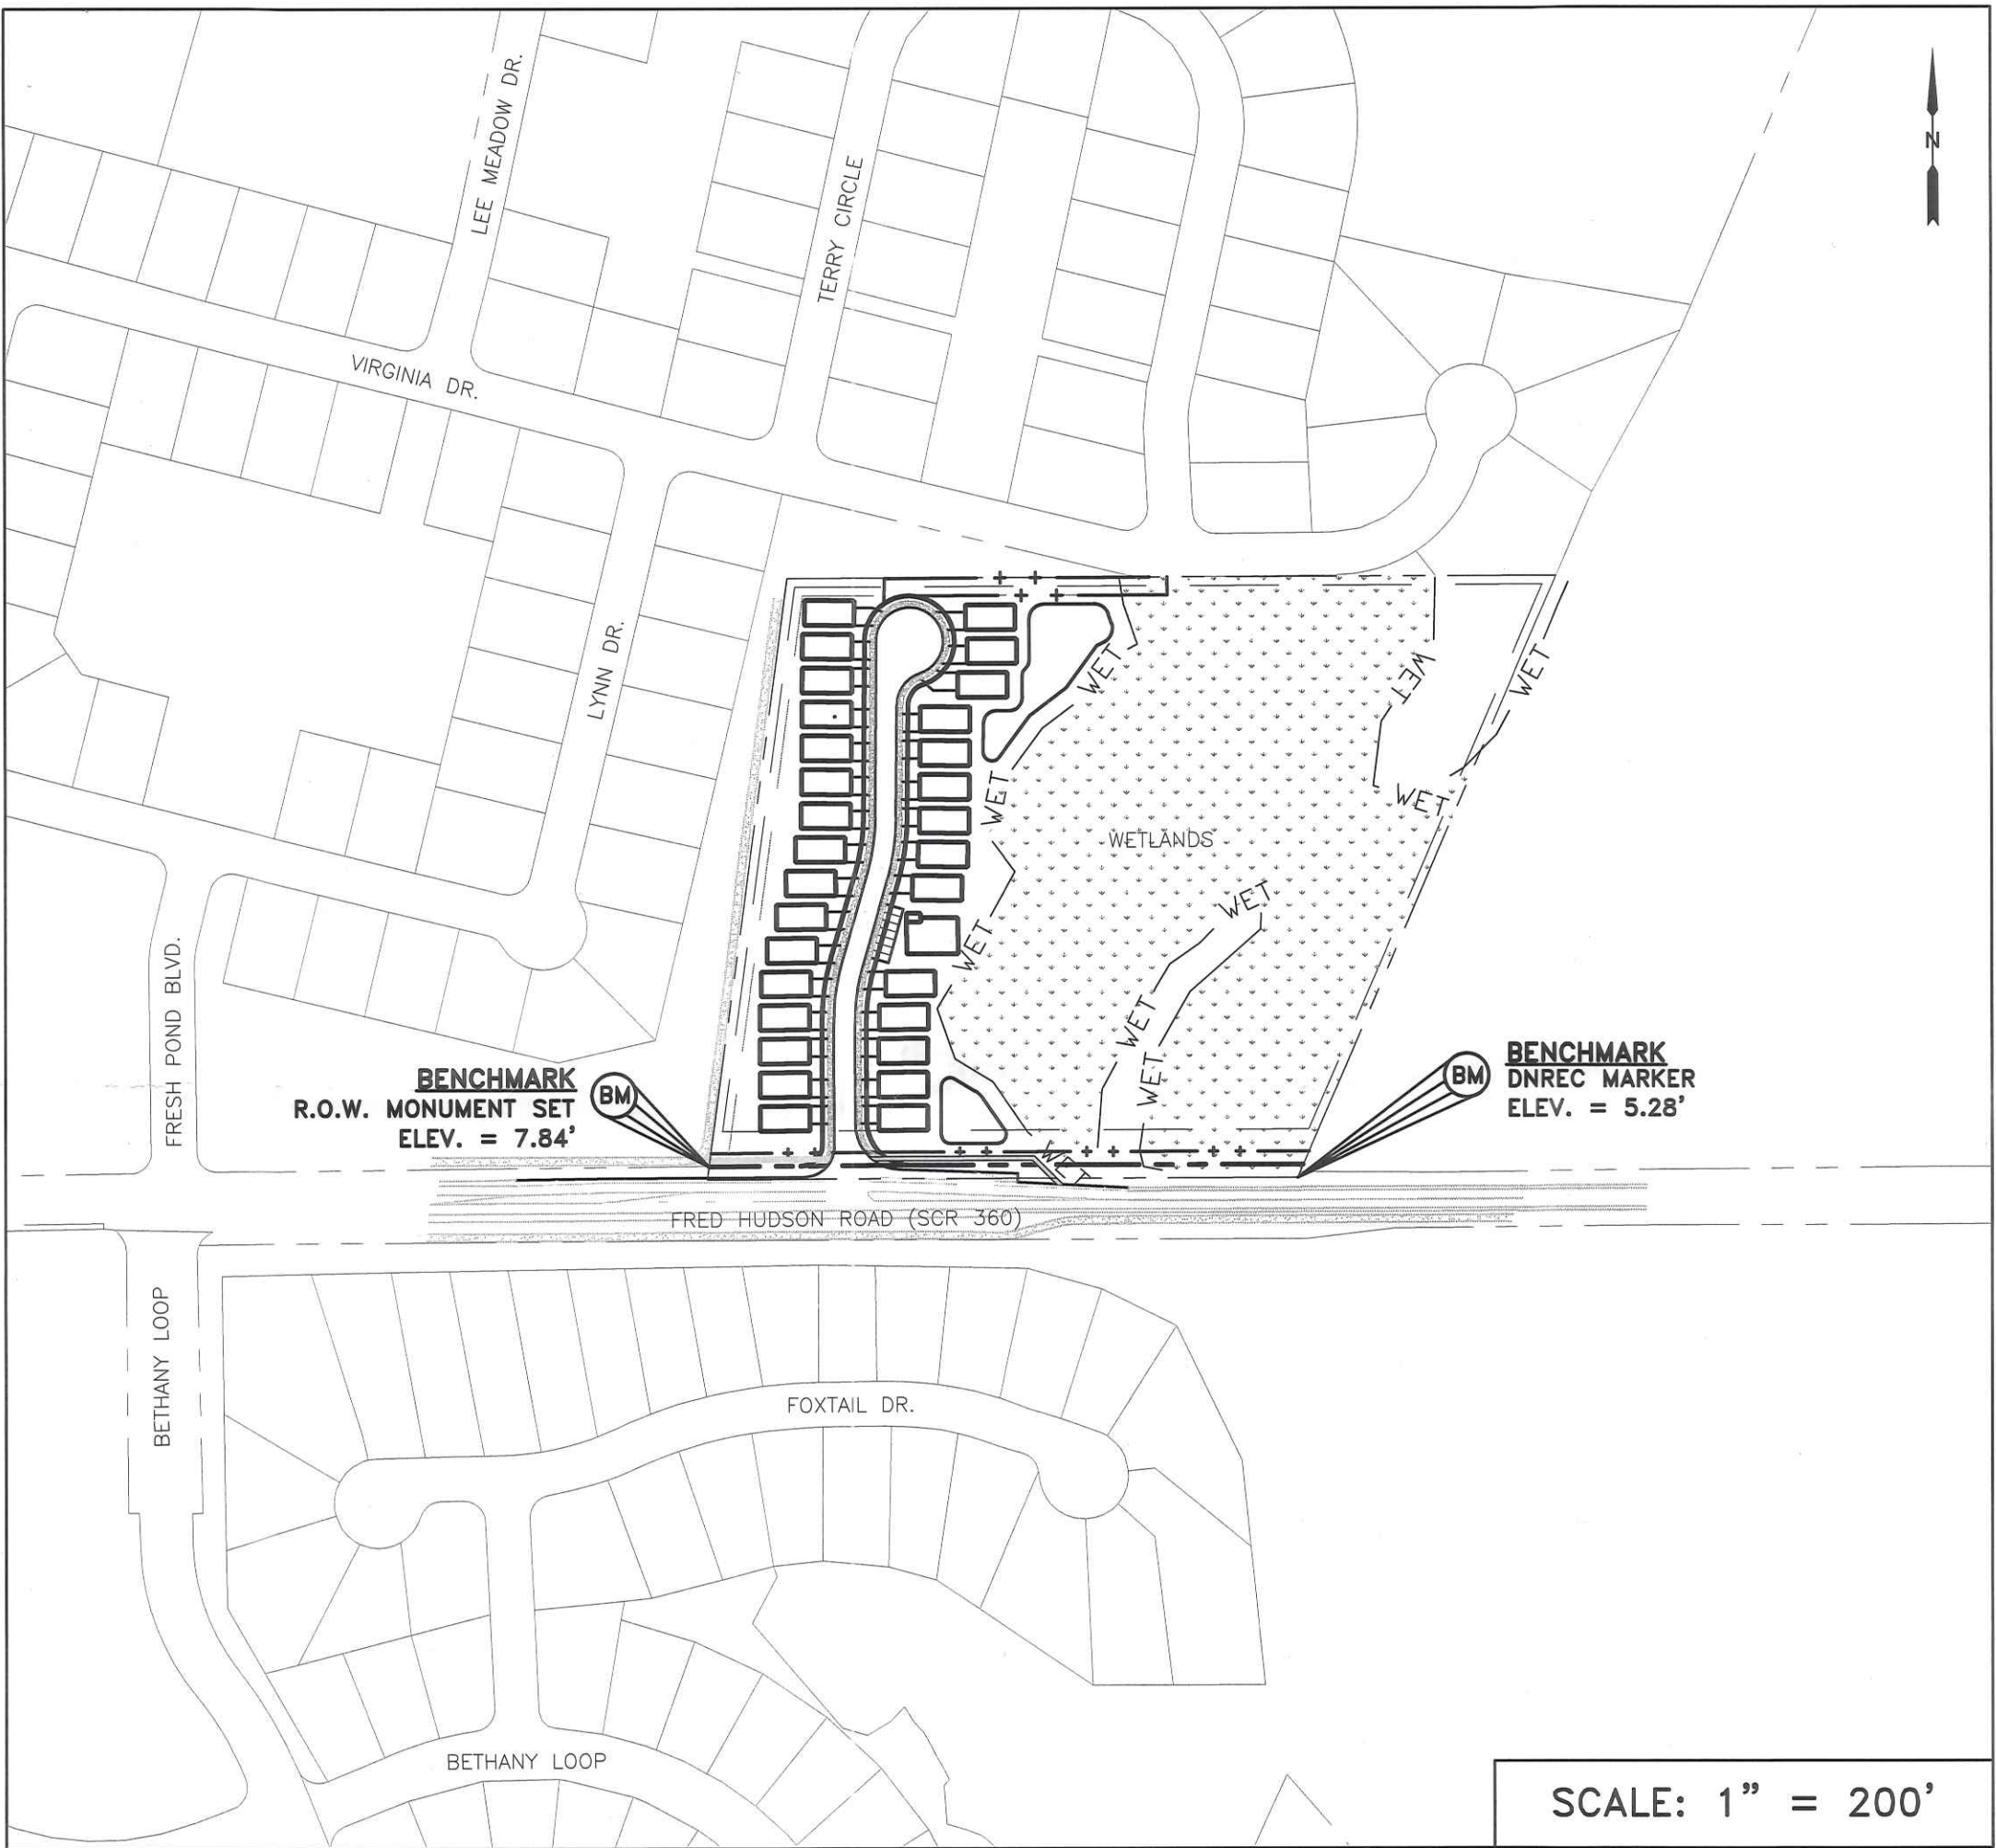 LEE MEADOW DR.
N
TERRY CIRCLE
VIRGINIA DR.
LYNN DR.
WET
WET
WET
WET
WET
WETLANDS
WET
WET
FRESH POND BLVD.
WET
WET
BENCHMARK
R.O.W. MONUMENT SET
ELEV. = 7.84'
BM
BM
BENCHMARK
DNREC MARKER
ELEV. = 5.28'
WET
FRED HUDSON ROAD (SCR 360)
BETHANY LOOP
FOXTAIL DR.
BETHANY LOOP
SCALE: 1" = 200'